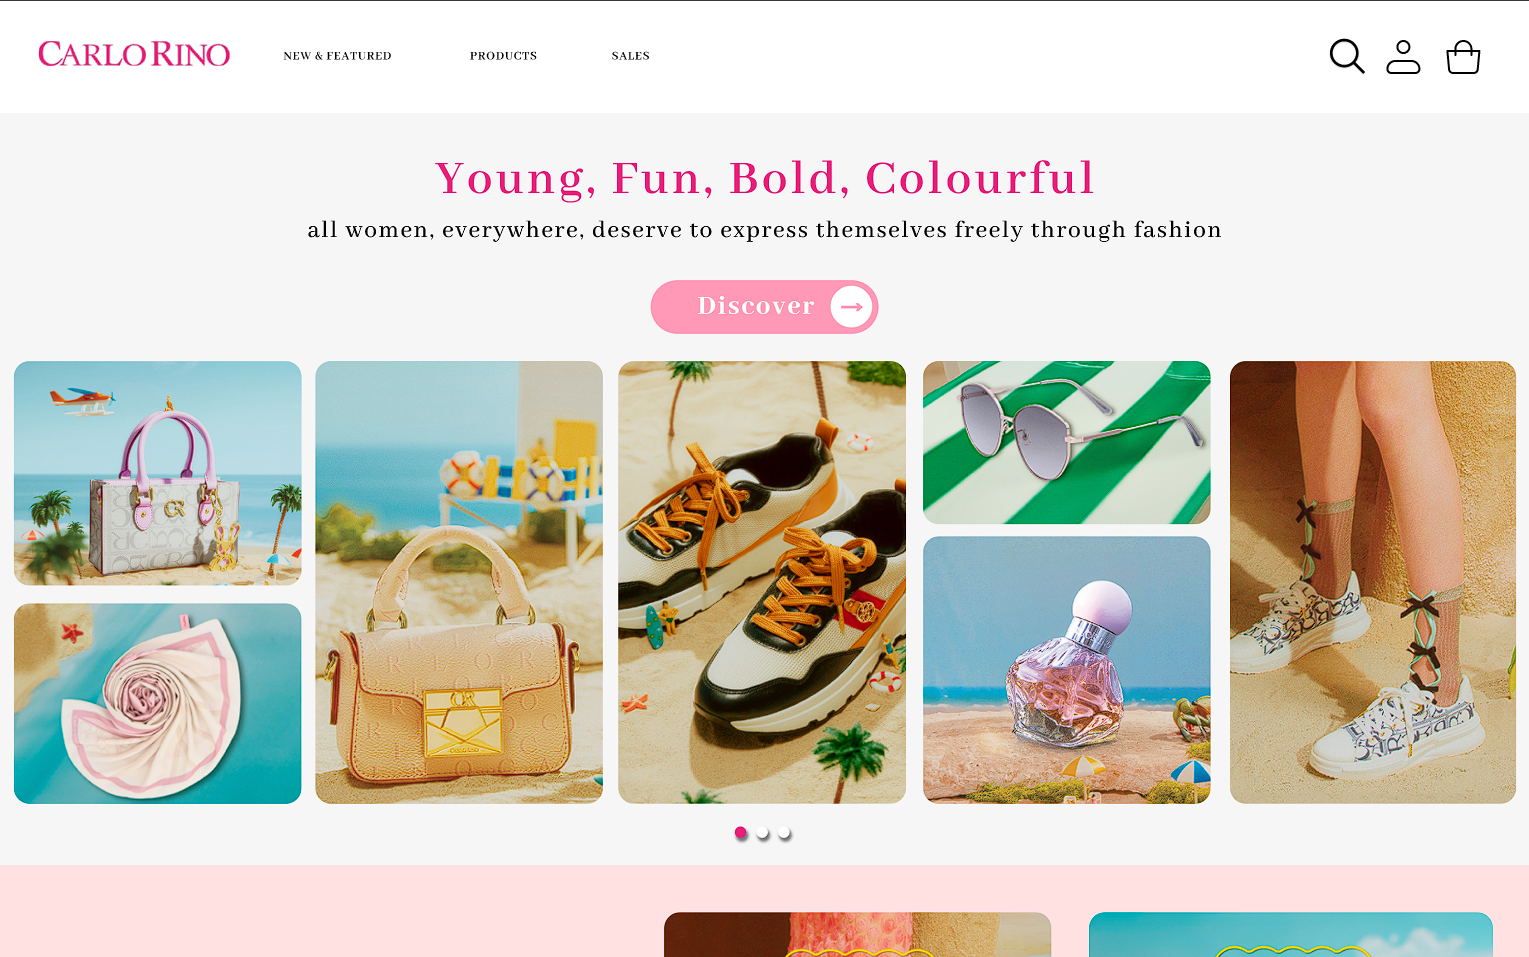 CARLO RINO
NEW & FEATURED
PRODUCTS
SALES
Young, Fun, Bold, Colourful
all women, everywhere, deserve to express themselves freely through fashion
Discover